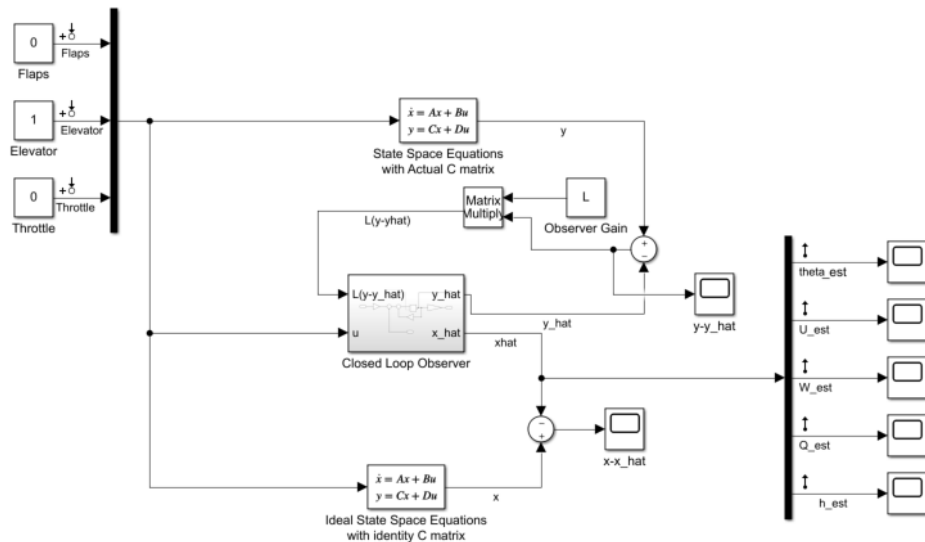 0
Flaps
Flaps
1
Elevator
Elevator
0
Throttle
Throttle
ẋ = Ax + Bu
y = Cx + Du
State Space Equations
with Actual C matrix
y
Matrix
Multiply
L
Observer Gain
L(y-yhat)
+
−
L(y-y_hat)
y_hat
u
x_hat
Closed Loop Observer
y_hat
xhat
y-y_hat
−
+
x-x_hat
ẋ = Ax + Bu
y = Cx + Du
Ideal State Space Equations
with identity C matrix
x
theta_est
U_est
W_est
Q_est
h_est